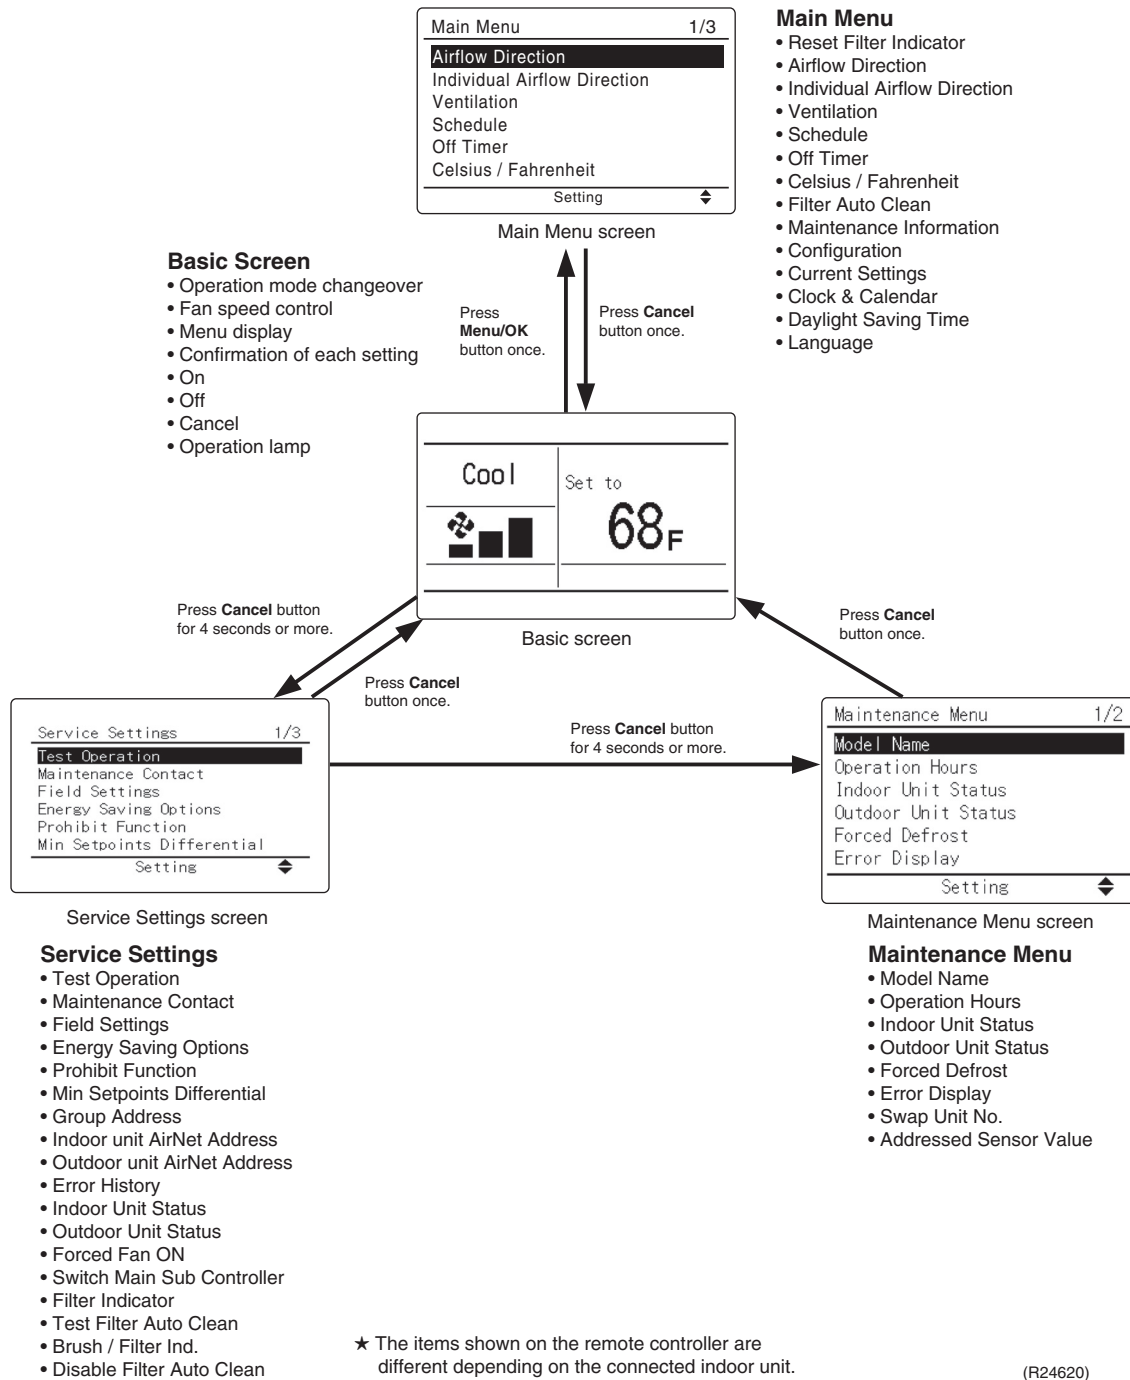 Main Menu 1/3
Airflow Direction
Individual Airflow Direction
Ventilation
Schedule
Off Timer
Celsius / Fahrenheit
Setting
Main Menu screen
Main Menu
• Reset Filter Indicator
• Airflow Direction
• Individual Airflow Direction
• Ventilation
• Schedule
• Off Timer
• Celsius / Fahrenheit
• Filter Auto Clean
• Maintenance Information
• Configuration
• Current Settings
• Clock & Calendar
• Daylight Saving Time
• Language
Basic Screen
• Operation mode changeover
• Fan speed control
• Menu display
• Confirmation of each setting
• On
• Off
• Cancel
• Operation lamp
Press
Menu/OK
button once.
Press Cancel
button once.
Cool
Set to
68F
Basic screen
Press Cancel button
for 4 seconds or more.
Press Cancel
button once.
Press Cancel
button once.
Press Cancel button
for 4 seconds or more.
Service Settings 1/3
Test Operation
Maintenance Contact
Field Settings
Energy Saving Options
Prohibit Function
Min Setpoints Differential
Setting
Service Settings screen
Maintenance Menu 1/2
Model Name
Operation Hours
Indoor Unit Status
Outdoor Unit Status
Forced Defrost
Error Display
Setting
Maintenance Menu screen
Service Settings
• Test Operation
• Maintenance Contact
• Field Settings
• Energy Saving Options
• Prohibit Function
• Min Setpoints Differential
• Group Address
• Indoor unit AirNet Address
• Outdoor unit AirNet Address
• Error History
• Indoor Unit Status
• Outdoor Unit Status
• Forced Fan ON
• Switch Main Sub Controller
• Filter Indicator
• Test Filter Auto Clean
• Brush / Filter Ind.
• Disable Filter Auto Clean
Maintenance Menu
• Model Name
• Operation Hours
• Indoor Unit Status
• Outdoor Unit Status
• Forced Defrost
• Error Display
• Swap Unit No.
• Addressed Sensor Value
★ The items shown on the remote controller are
different depending on the connected indoor unit.
(R24620)